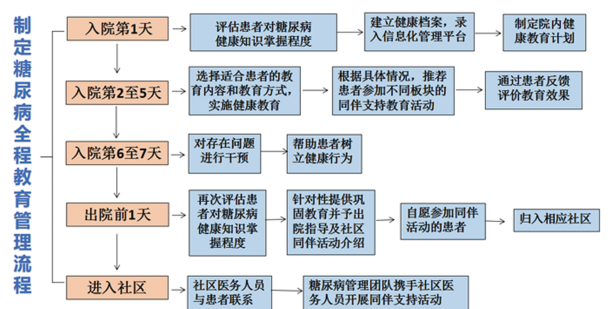 制定糖尿病全程教育管理流程
入院第1天
评估患者对糖尿病
健康知识掌握程度
建立健康档案，录
入信息化管理平台
制定院内健
康教育计划
入院第2至5天
选择适合患者的教
育内容和教育方式，
实施健康教育
根据具体情况，推荐
患者参加不同板块的
同伴支持教育活动
通过患者反馈
评价教育效果
入院第6至7天
对存在问题
进行干预
帮助患者树
立健康行为
出院前1天
再次评估患
者对糖尿病
健康知识掌
握程度
针对性提供巩
固教育并予出
院指导及社区
同伴活动介绍
自愿参加同伴
活动的患者
归入相应社区
进入社区
社区医务人员
与患者联系
糖尿病管理团队携手社区医
务人员开展同伴支持活动